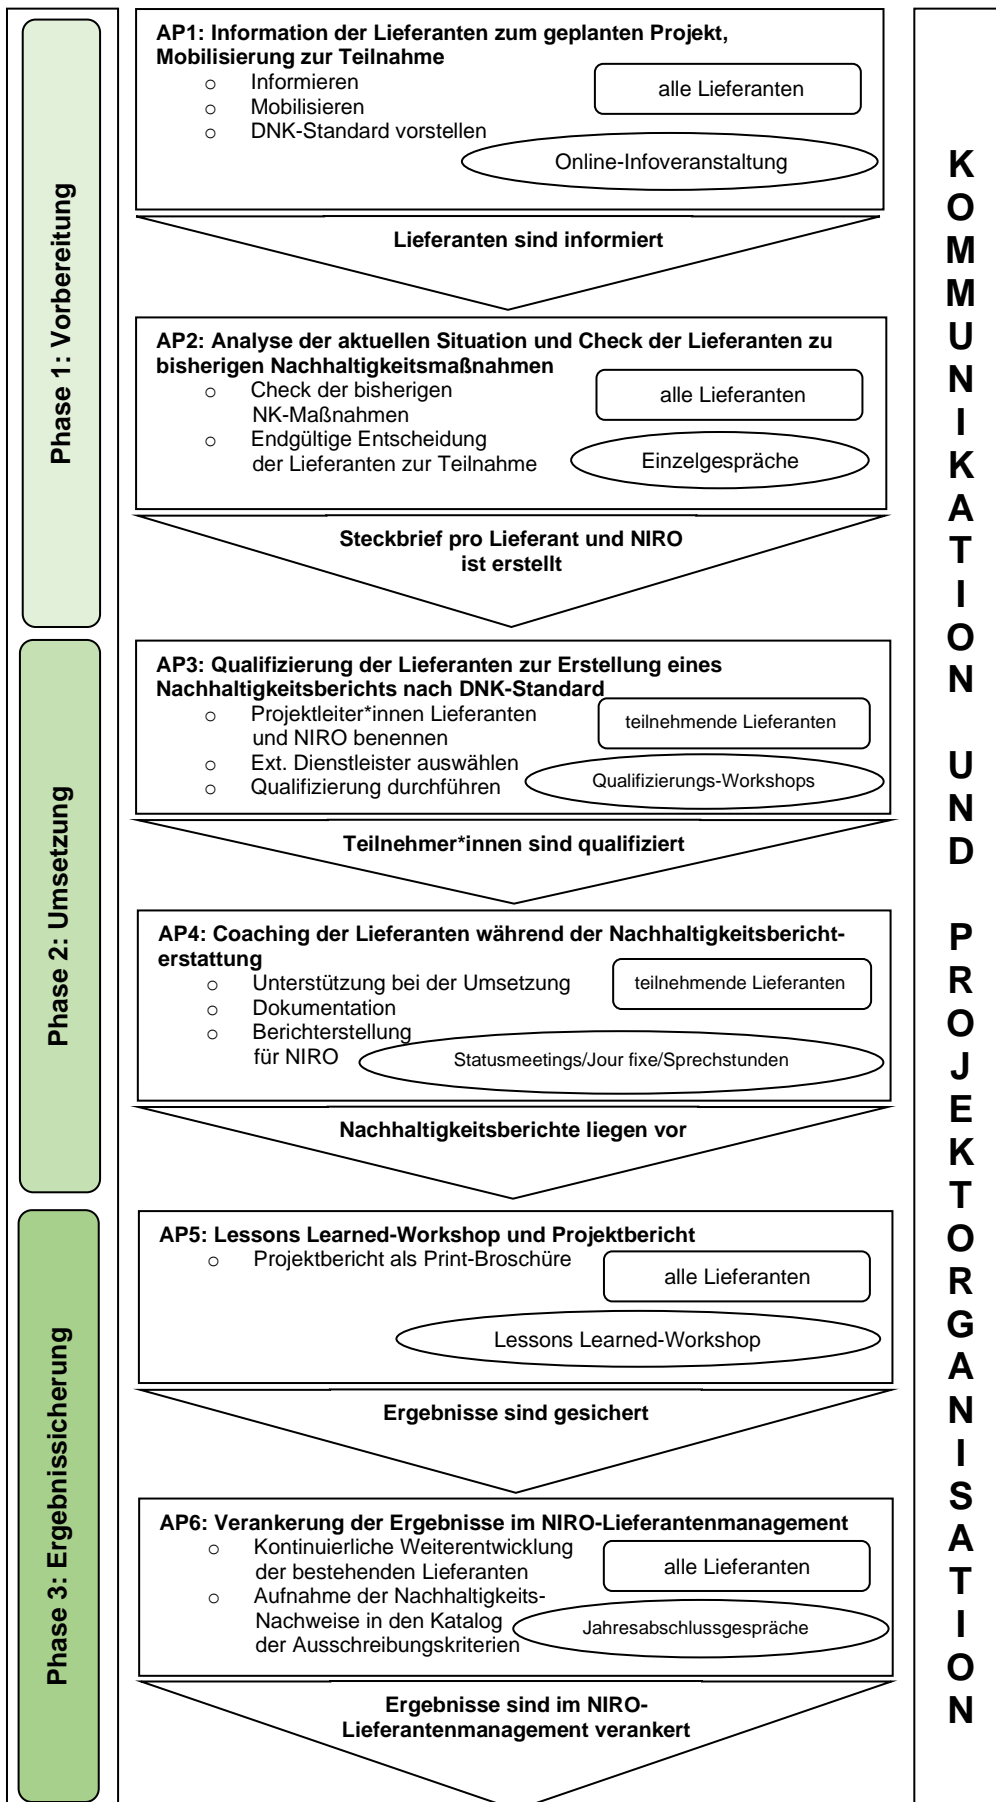 Phase 1: Vorbereitung
AP1: Information der Lieferanten zum geplanten Projekt,
Mobilisierung zur Teilnahme
o Informieren
o Mobilisieren
o DNK-Standard vorstellen
alle Lieferanten
Online-Infoveranstaltung
Lieferanten sind informiert
AP2: Analyse der aktuellen Situation und Check der Lieferanten zu
bisherigen Nachhaltigkeitsmaßnahmen
o Check der bisherigen
NK-Maßnahmen
o Endgültige Entscheidung
der Lieferanten zur Teilnahme
alle Lieferanten
Einzelgespräche
Steckbrief pro Lieferant und NIRO
ist erstellt
Phase 2: Umsetzung
AP3: Qualifizierung der Lieferanten zur Erstellung eines
Nachhaltigkeitsberichts nach DNK-Standard
o Projektleiter*innen Lieferanten
und NIRO benennen
o Ext. Dienstleister auswählen
o Qualifizierung durchführen
teilnehmende Lieferanten
Qualifizierungs-Workshops
Teilnehmer*innen sind qualifiziert
AP4: Coaching der Lieferanten während der Nachhaltigkeitsbericht-
erstattung
o Unterstützung bei der Umsetzung
o Dokumentation
o Berichterstellung
für NIRO
teilnehmende Lieferanten
Statusmeetings/Jour fixe/Sprechstunden
Nachhaltigkeitsberichte liegen vor
Phase 3: Ergebnissicherung
AP5: Lessons Learned-Workshop und Projektbericht
o Projektbericht als Print-Broschüre
alle Lieferanten
Lessons Learned-Workshop
Ergebnisse sind gesichert
AP6: Verankerung der Ergebnisse im NIRO-Lieferantenmanagement
o Kontinuierliche Weiterentwicklung
der bestehenden Lieferanten
o Aufnahme der Nachhaltigkeits-
Nachweise in den Katalog
der Ausschreibungskriterien
alle Lieferanten
Jahresabschlussgespräche
Ergebnisse sind im NIRO-
Lieferantenmanagement verankert
KOMMUNIKATION UND PROJEKTORGANISATION